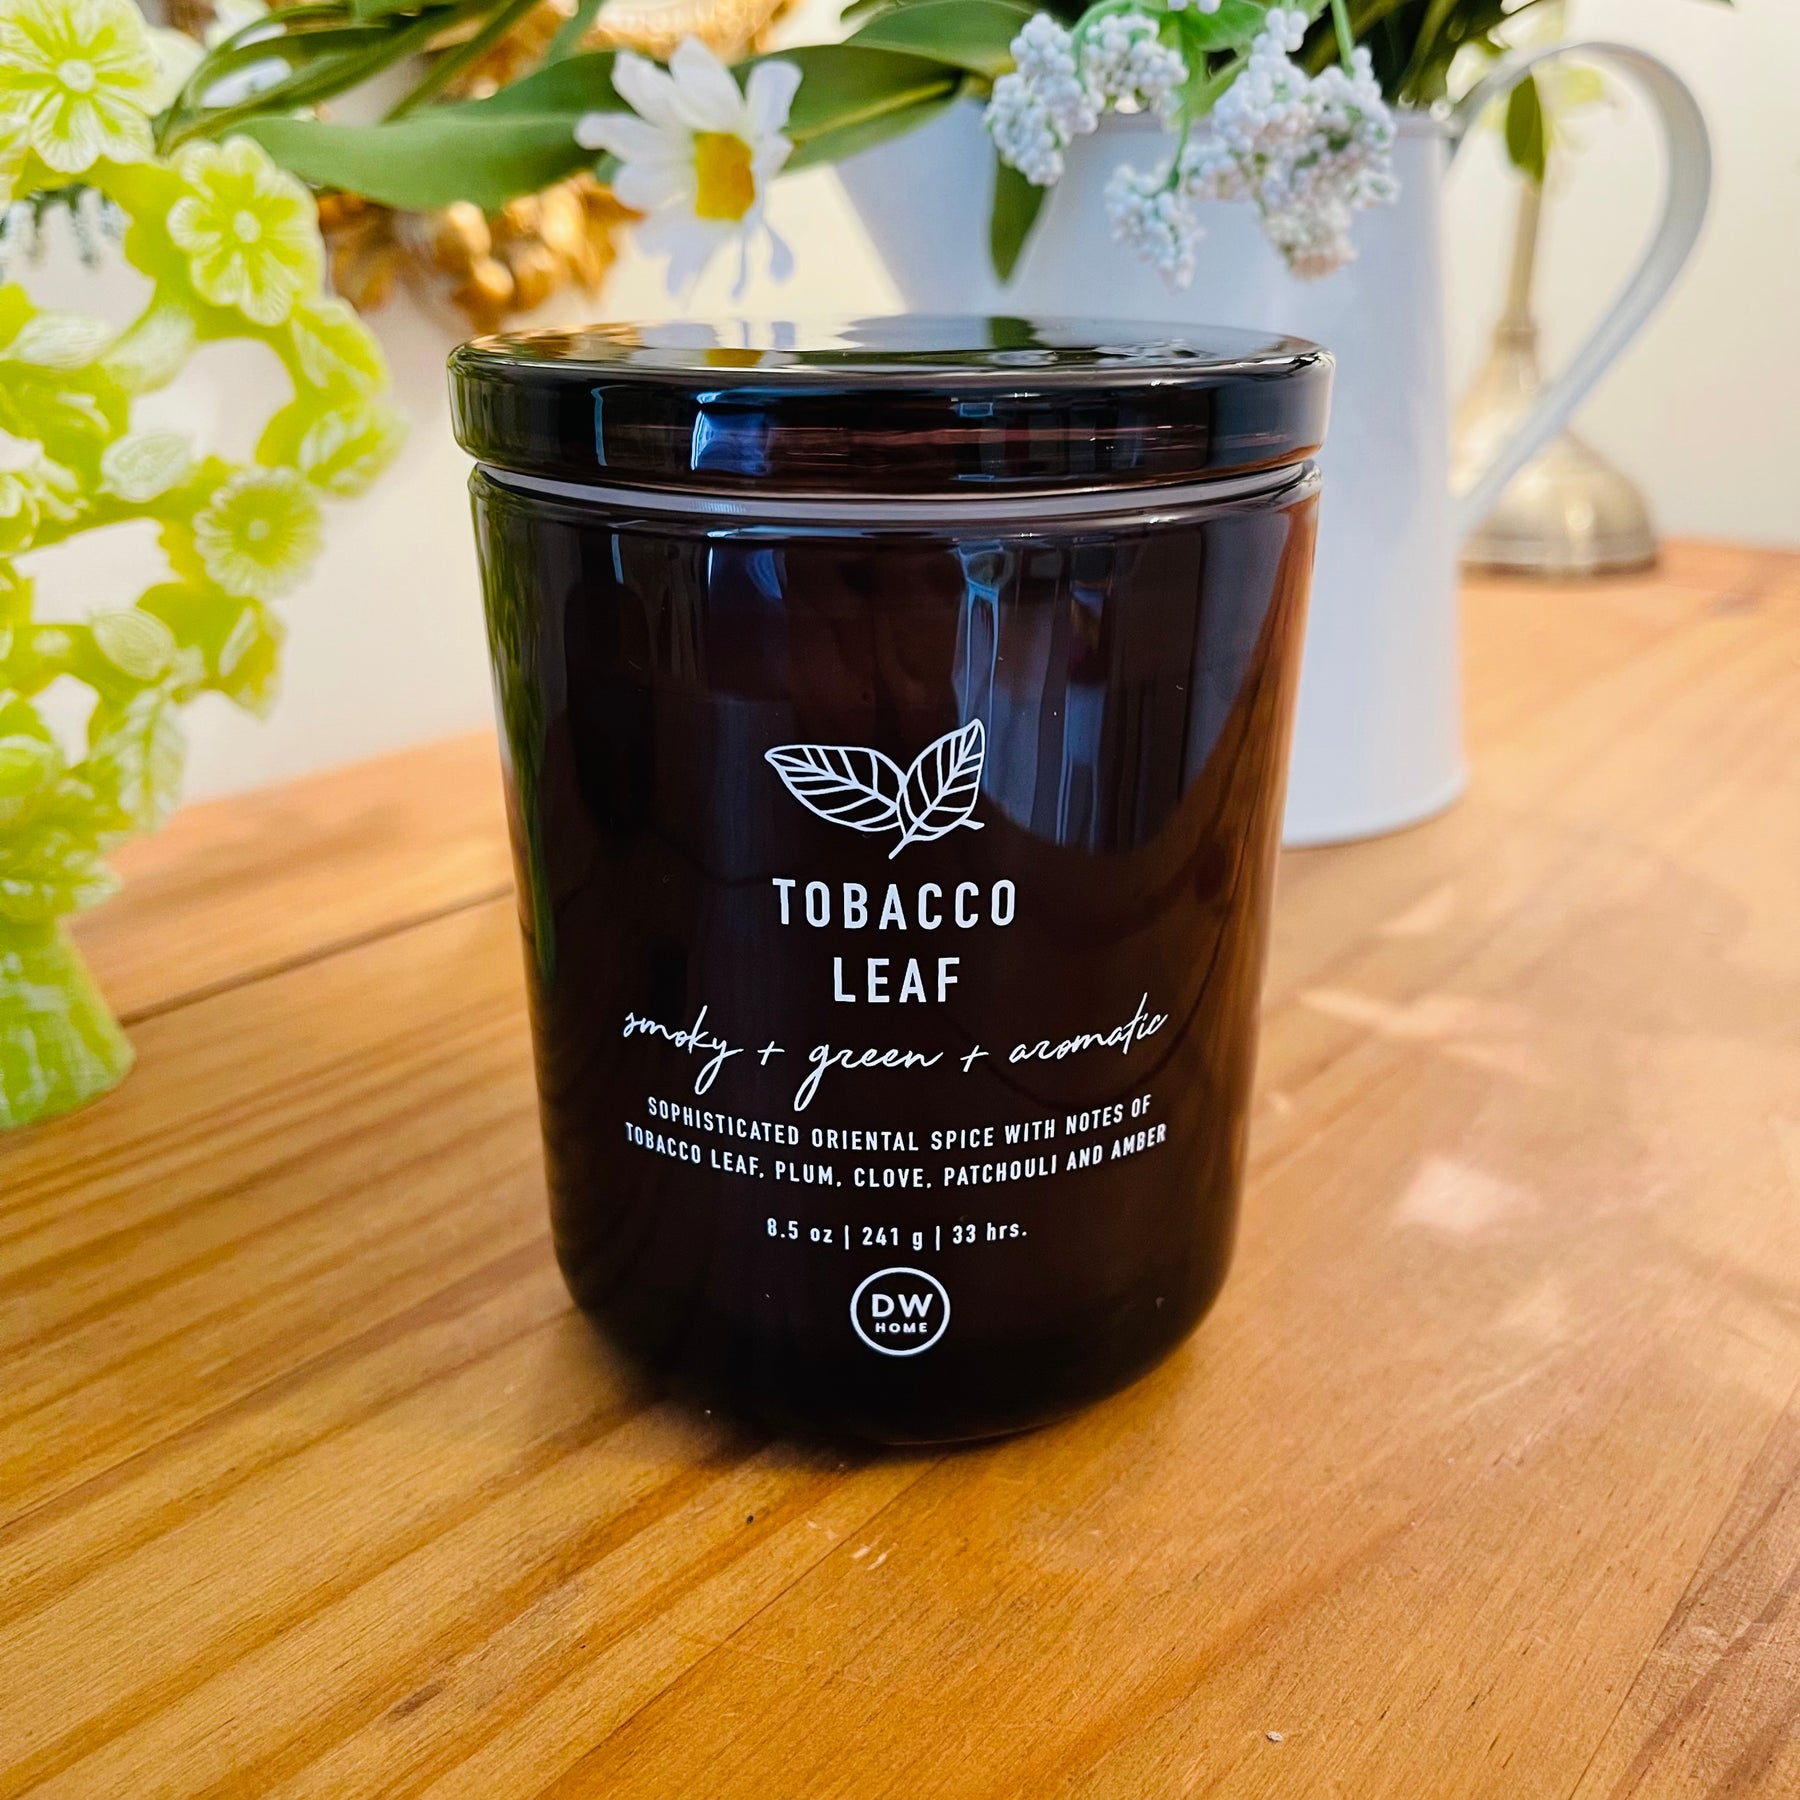 TOBACCO
LEAF
smoky + green + aromatic
SOPHISTICATED ORIENTAL SPICE WITH NOTES OF
TOBACCO LEAF, PLUM, CLOVE, PATCHOULI AND AMBER
8.5 oz | 241 g | 33 hrs.
DW
HOME